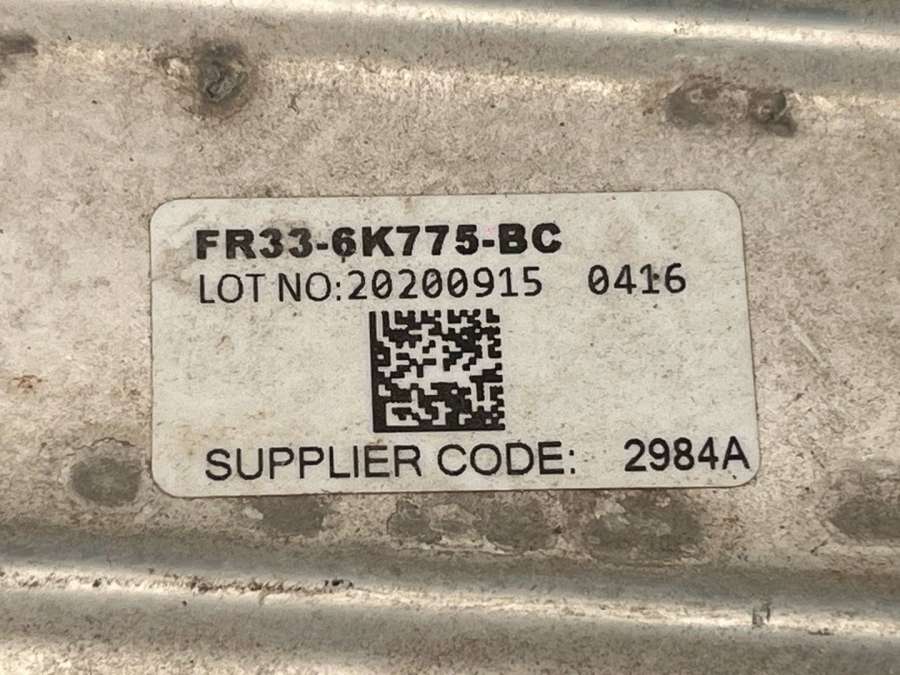 FR33-6K775-BC
LOT NO:20200915 0416
SUPPLIER CODE: 2984A